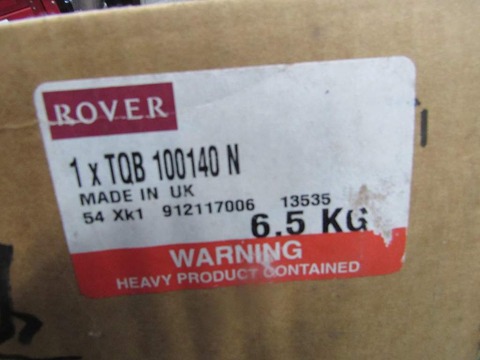 ROVER
1 x TQB 100140 N
MADE IN UK
54 Xk1 912117006 13535
6.5 KG
WARNING
HEAVY PRODUCT CONTAINED